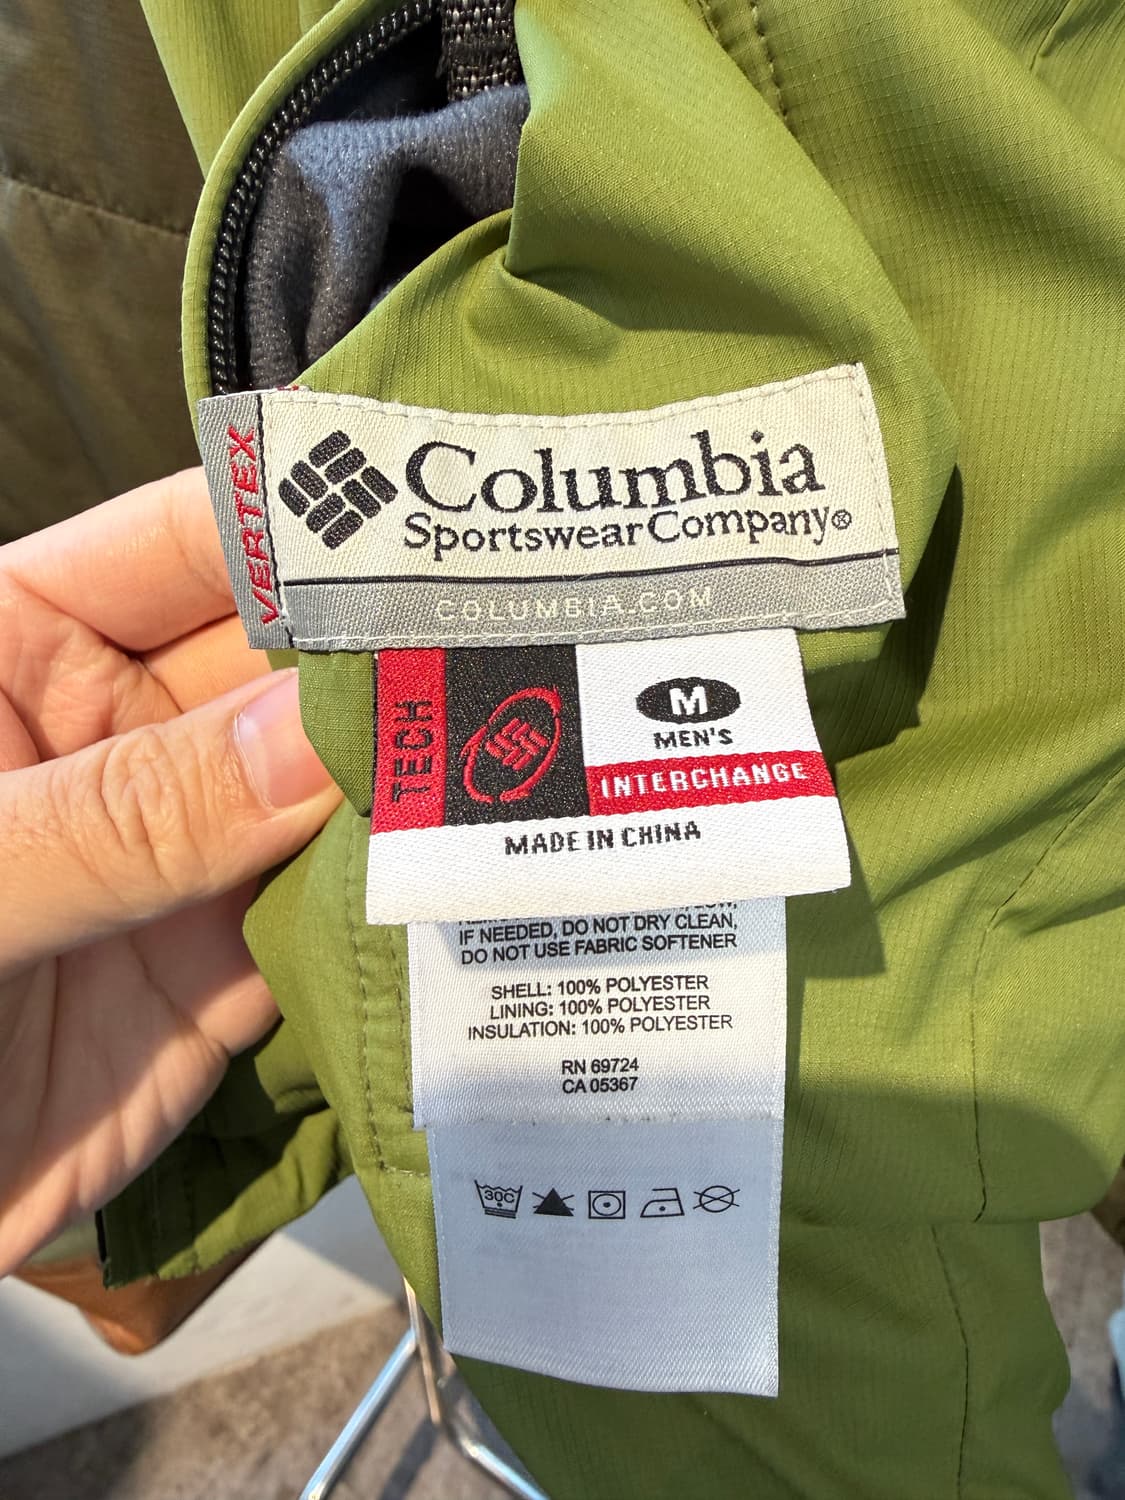 VERTEX
Columbia
Sportswear Company®
COLUMBIA.COM
TECH
M
MEN'S
INTERCHANGE
MADE IN CHINA
IF NEEDED, DO NOT DRY CLEAN,
DO NOT USE FABRIC SOFTENER
SHELL: 100% POLYESTER
LINING: 100% POLYESTER
INSULATION: 100% POLYESTER
RN 69724
CA 05367
30C